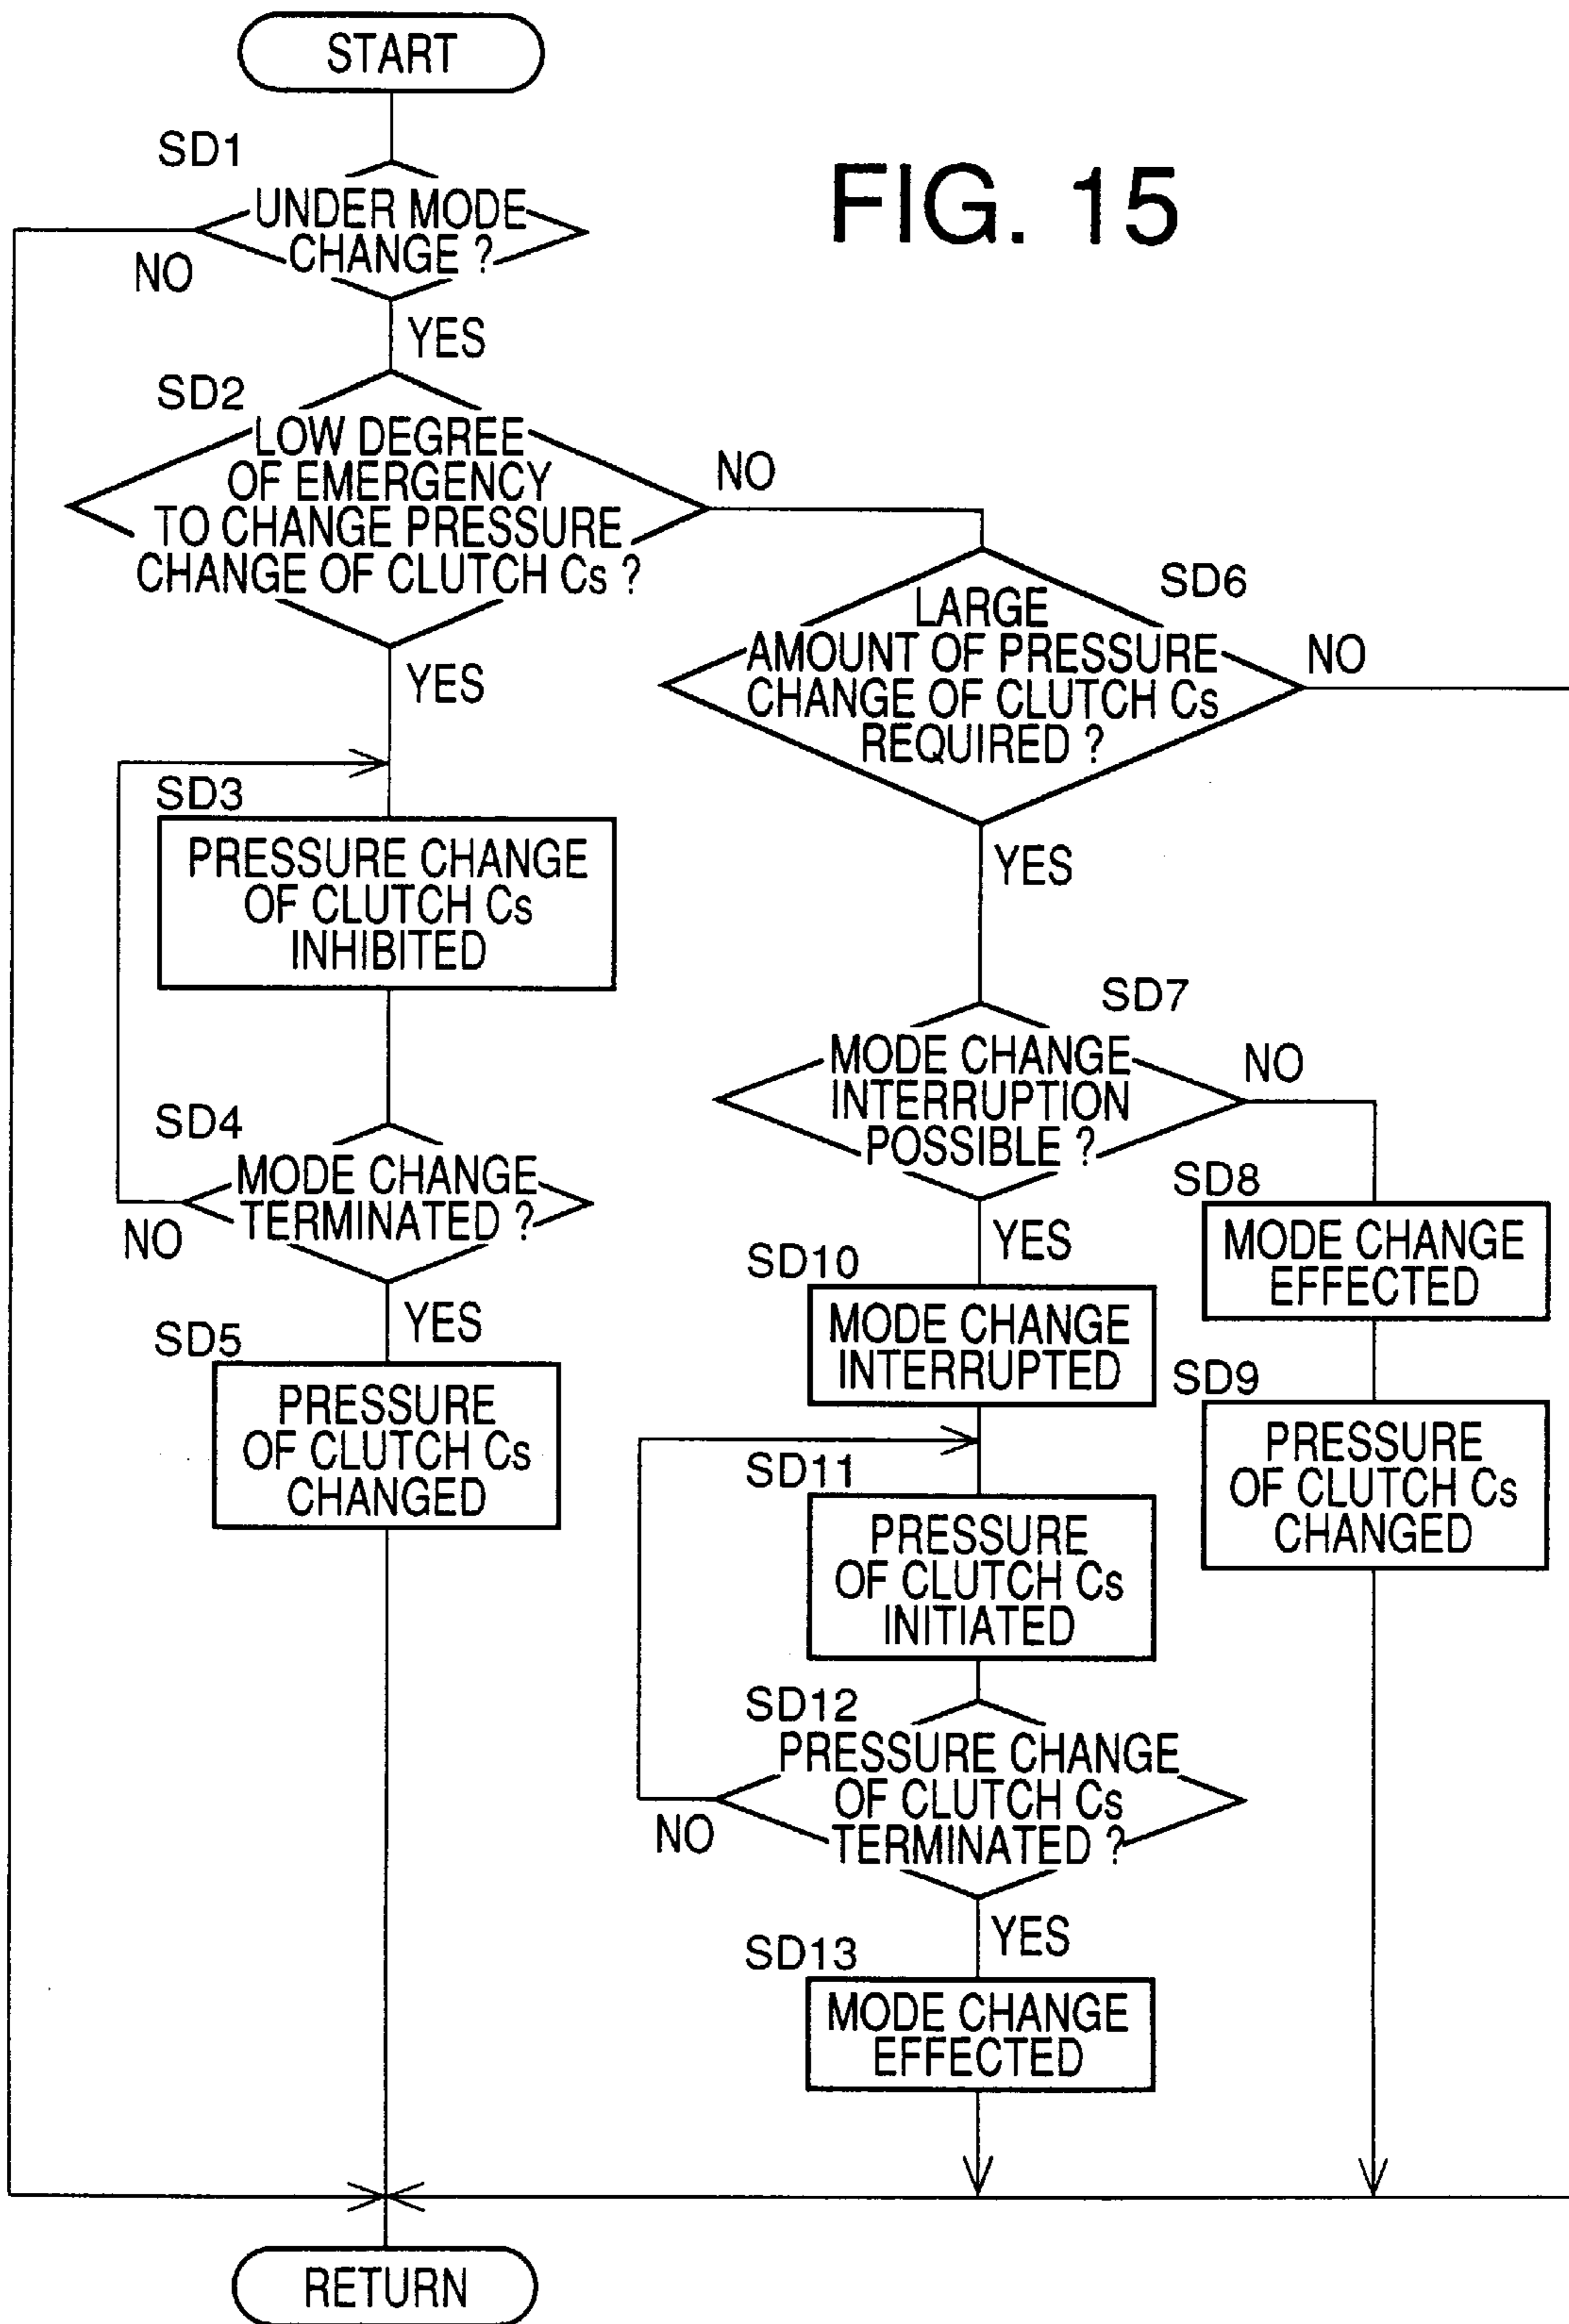 START
FIG. 15
SD1
UNDER MODE
CHANGE ?
NO
YES
SD2
LOW DEGREE
OF EMERGENCY
TO CHANGE PRESSURE
CHANGE OF CLUTCH Cs ?
NO
YES
SD6
LARGE
AMOUNT OF PRESSURE
CHANGE OF CLUTCH Cs
REQUIRED ?
NO
YES
SD3
PRESSURE CHANGE
OF CLUTCH Cs
INHIBITED
SD4
MODE CHANGE
TERMINATED ?
NO
YES
SD5
PRESSURE
OF CLUTCH Cs
CHANGED
SD7
MODE CHANGE
INTERRUPTION
POSSIBLE ?
NO
YES
SD8
MODE CHANGE
EFFECTED
SD9
PRESSURE
OF CLUTCH Cs
CHANGED
SD10
MODE CHANGE
INTERRUPTED
SD11
PRESSURE
OF CLUTCH Cs
INITIATED
SD12
PRESSURE CHANGE
OF CLUTCH Cs
TERMINATED ?
NO
YES
SD13
MODE CHANGE
EFFECTED
RETURN